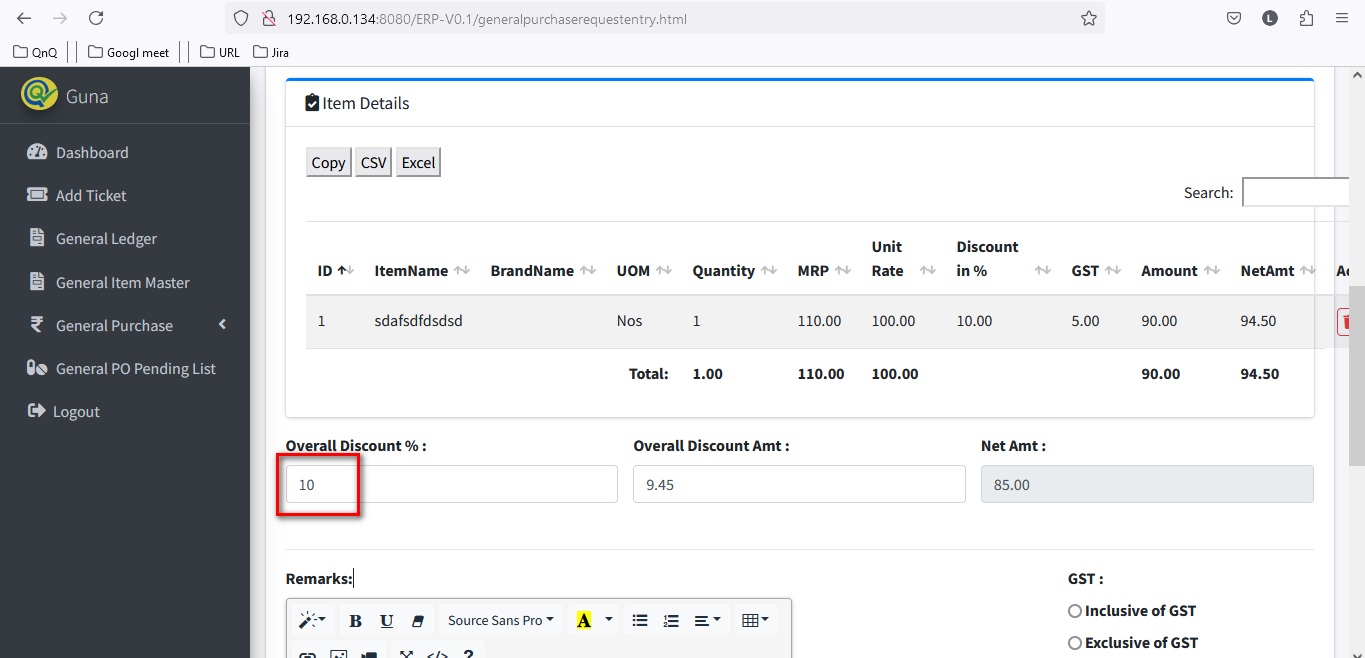 192.168.0.134:8080/ERP-V0.1/generalpurchaserequestentry.html
L
QnQ Googl meet URL Jira
Guna
Dashboard
Add Ticket
General Ledger
General Item Master
General Purchase
General PO Pending List
Logout
Item Details
Copy CSV Excel
Search:
ID ItemName BrandName UOM Quantity MRP Unit Rate Discount in % GST Amount NetAmt
1 sdafsdfdsdsd Nos 1 110.00 100.00 10.00 5.00 90.00 94.50
Total: 1.00 110.00 100.00 90.00 94.50
Overall Discount % : Overall Discount Amt : Net Amt :
10 9.45 85.00
Remarks: GST :
B U Source Sans Pro A
Inclusive of GST
</> ?
Exclusive of GST